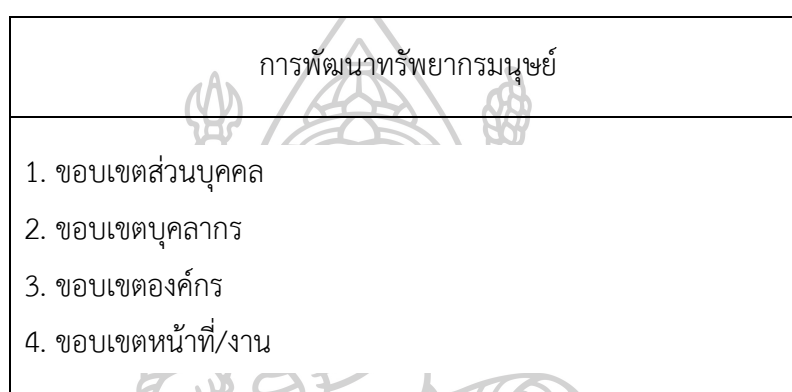 การพัฒนาทรัพยากรมนุษย์
1. ขอบเขตส่วนบุคคล
2. ขอบเขตบุคลากร
3. ขอบเขตองค์กร
4. ขอบเขตหน้าที่/งาน